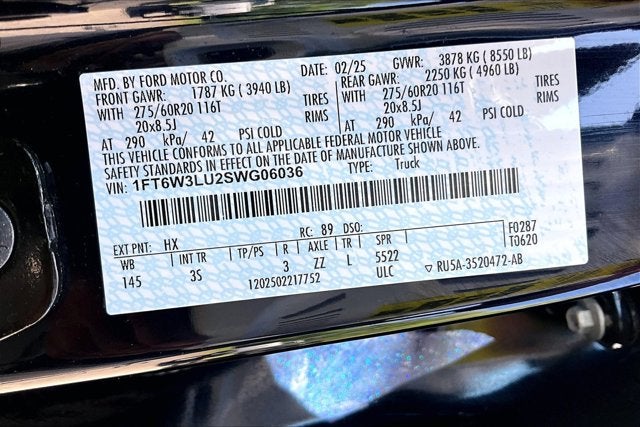 MFD. BY FORD MOTOR CO. DATE: 02/25 GVWR: 3878 KG ( 8550 LB)
FRONT GAWR: 1787 KG ( 3940 LB) REAR GAWR: 2250 KG ( 4960 LB)
WITH 275/60R20 116T TIRES WITH 275/60R20 116T TIRES
20x8.5J RIMS 20x8.5J RIMS
AT 290 kPa/ 42 PSI COLD AT 290 kPa/ 42 PSI COLD
THIS VEHICLE CONFORMS TO ALL APPLICABLE FEDERAL MOTOR VEHICLE
SAFETY STANDARDS IN EFFECT ON THE DATE OF MANUFACTURE SHOWN ABOVE.
VIN: 1FT6W3LU2SWG06036 TYPE: Truck
EXT PNT: HX RC: 89 DSO: F0287
WB INT TR TP/PS R AXLE TR SPR T0620
145 3S 3 ZZ L 5522
1202502217752 ULC ▽ RU5A-3520472-AB